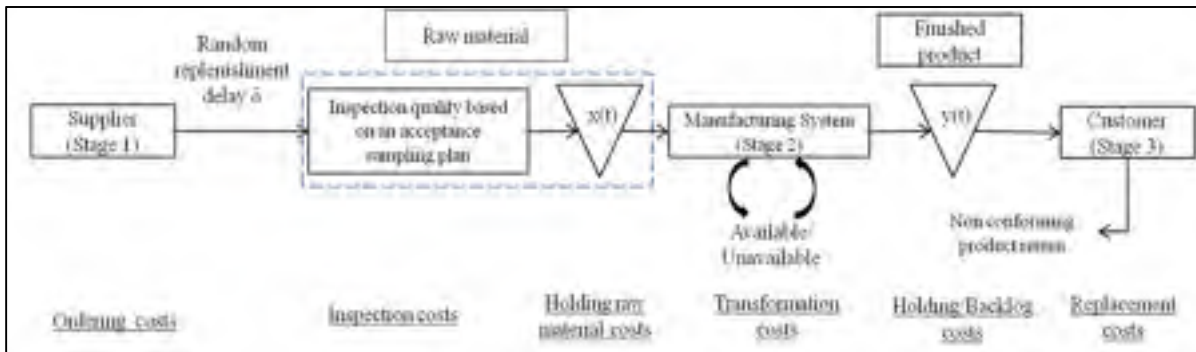 Raw material
Finished
product
Random
replenishment
delay δ
Supplier
(Stage 1)
Inspection quality based
on an acceptance
sampling plan
x(t)
Manufacturing System
(Stage 2)
y(t)
Customer
(Stage 3)
Available/
Unavailable
Non conforming
product return
Ordering costs
Inspection costs
Holding raw
material costs
Transformation
costs
Holding/Backlog
costs
Replacement
costs